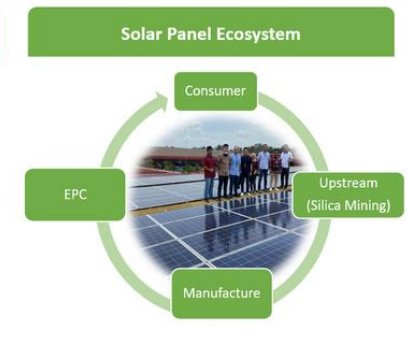 Solar Panel Ecosystem
Consumer
Upstream
(Silica Mining)
Manufacture
EPC